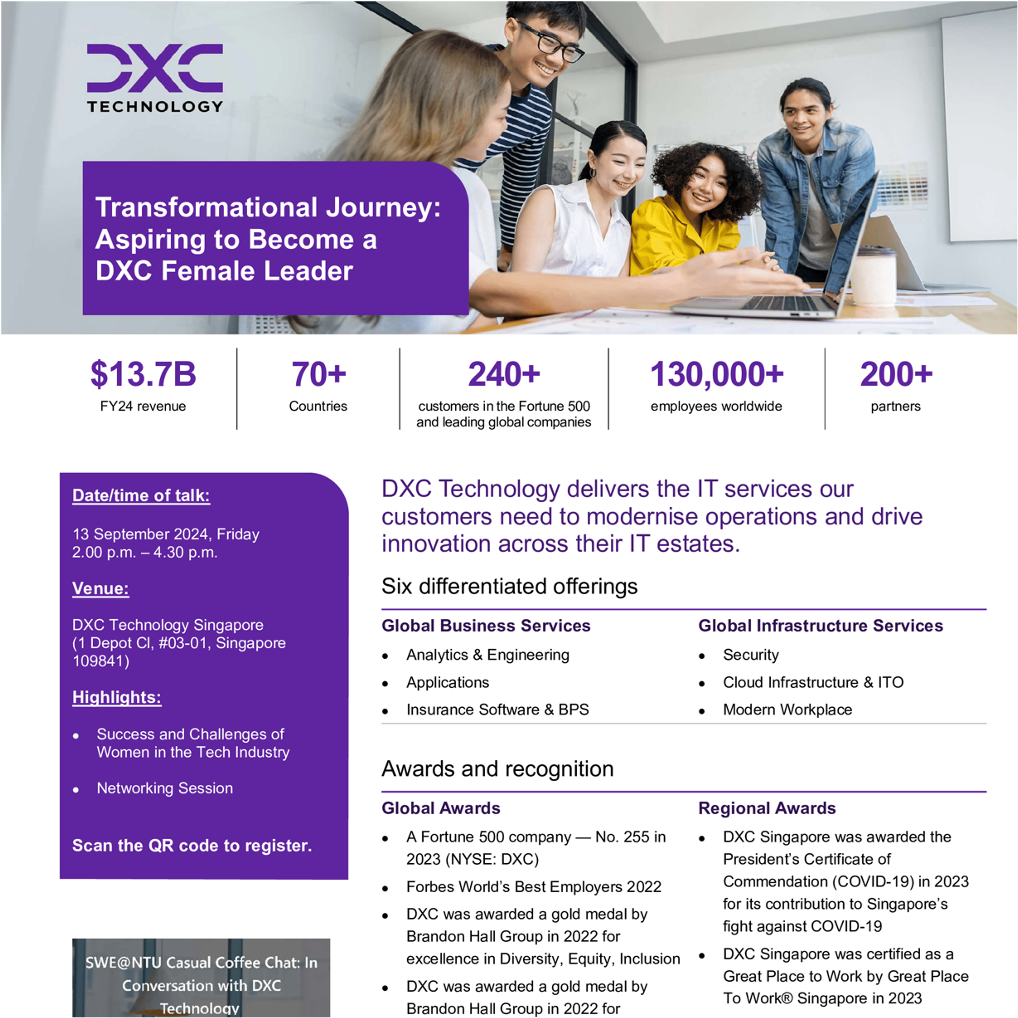 DXC
TECHNOLOGY
Transformational Journey:
Aspiring to Become a
DXC Female Leader
$13.7B
FY24 revenue
70+
Countries
240+
customers in the Fortune 500
and leading global companies
130,000+
employees worldwide
200+
partners
Date/time of talk:
13 September 2024, Friday
2.00 p.m. – 4.30 p.m.
Venue:
DXC Technology Singapore
(1 Depot Cl, #03-01, Singapore
109841)
Highlights:
• Success and Challenges of
Women in the Tech Industry
• Networking Session
Scan the QR code to register.
SWE@NTU Casual Coffee Chat: In
Conversation with DXC
Technology
DXC Technology delivers the IT services our
customers need to modernise operations and drive
innovation across their IT estates.
Six differentiated offerings
Global Business Services
• Analytics & Engineering
• Applications
• Insurance Software & BPS
Global Infrastructure Services
• Security
• Cloud Infrastructure & ITO
• Modern Workplace
Awards and recognition
Global Awards
• A Fortune 500 company — No. 255 in
2023 (NYSE: DXC)
• Forbes World's Best Employers 2022
• DXC was awarded a gold medal by
Brandon Hall Group in 2022 for
excellence in Diversity, Equity, Inclusion
• DXC was awarded a gold medal by
Brandon Hall Group in 2022 for
Regional Awards
• DXC Singapore was awarded the
President's Certificate of
Commendation (COVID-19) in 2023
for its contribution to Singapore's
fight against COVID-19
• DXC Singapore was certified as a
Great Place to Work by Great Place
To Work® Singapore in 2023